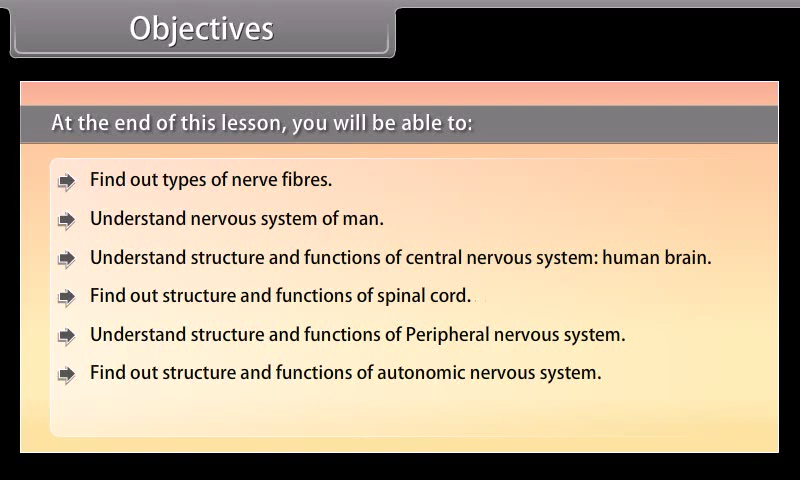 Objectives
At the end of this lesson, you will be able to:
Find out types of nerve fibres.
Understand nervous system of man.
Understand structure and functions of central nervous system: human brain.
Find out structure and functions of spinal cord.
Understand structure and functions of Peripheral nervous system.
Find out structure and functions of autonomic nervous system.